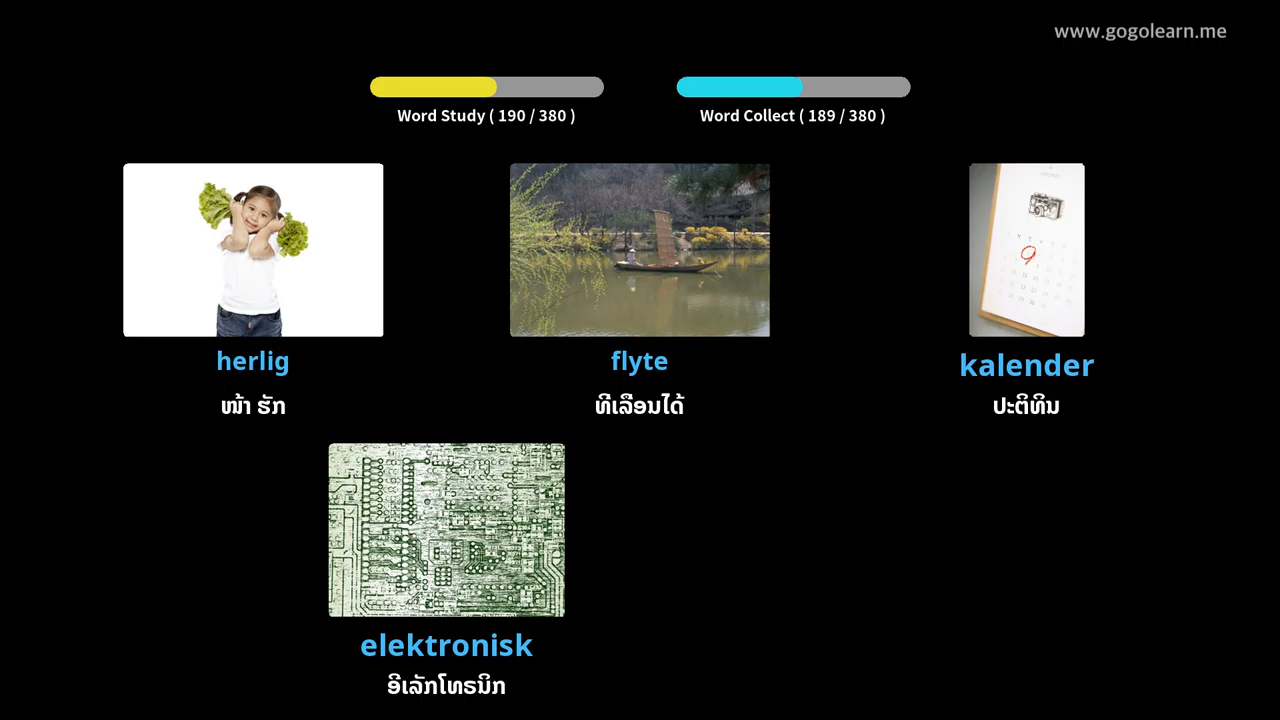 www.gogolearn.me
Word Study ( 190 / 380 )
Word Collect ( 189 / 380 )
herlig
ໜ້າ ຮັກ
flyte
ທີ່ເລື່ອນໄດ້
kalender
ປະຕິທິນ
elektronisk
ອີເລັກໂທຣນິກ